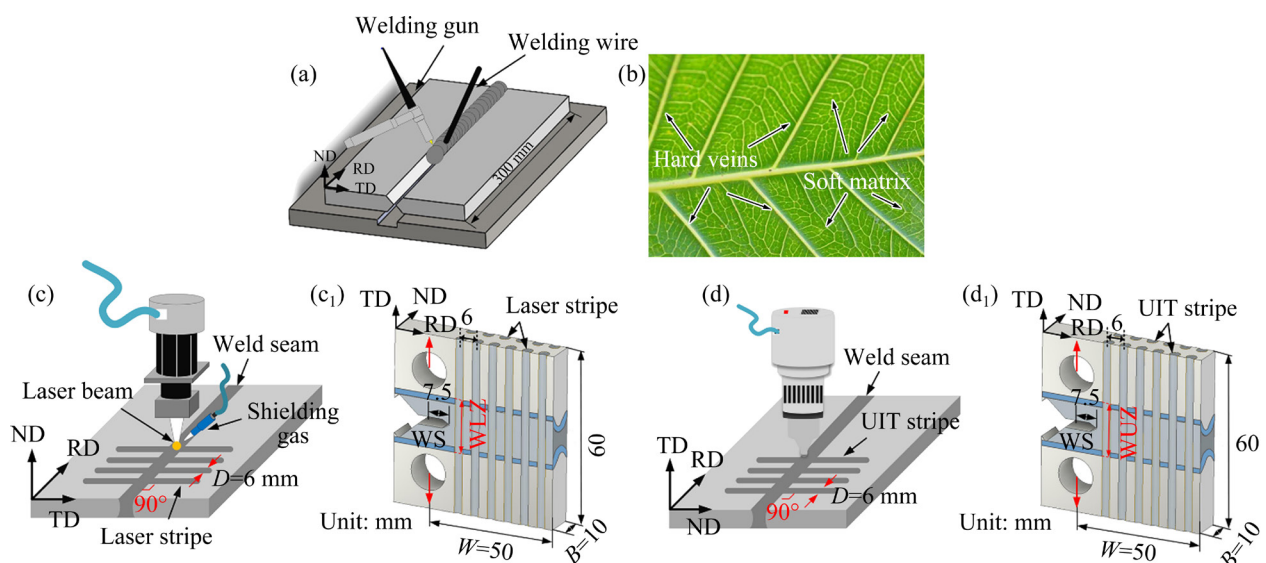 Welding gun
Welding wire
(a)
ND
RD
TD
300 mm
(b)
Hard veins
Soft matrix
(c)
Weld seam
Laser beam
Shielding
gas
ND
RD
TD
90°
D=6 mm
Laser stripe
(c1)
TD
ND
RD
6
Laser stripe
7.5
WS
WLZ
60
Unit: mm
W=50
B=10
(d)
Weld seam
UIT stripe
TD
RD
ND
90°
D=6 mm
(d1)
TD
ND
RD
6
UIT stripe
7.5
WS
WUZ
60
Unit: mm
W=50
B=10